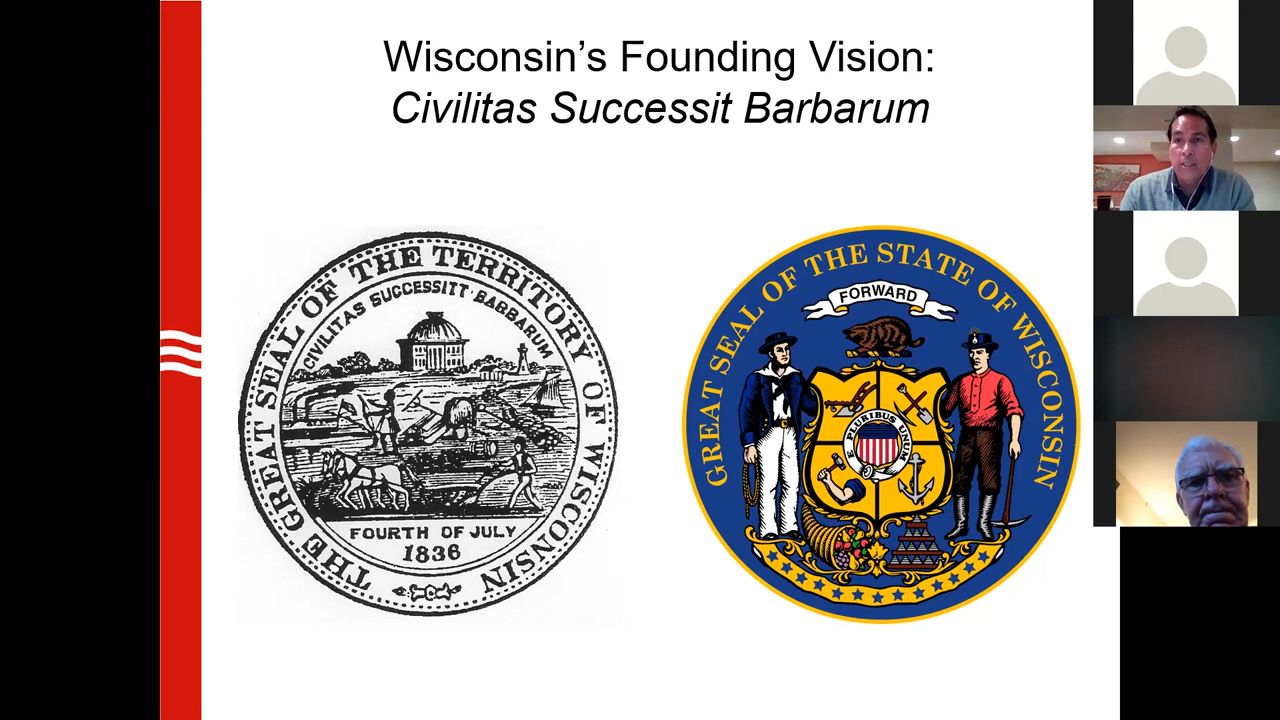 Wisconsin's Founding Vision:
Civilitas Successit Barbarum
THE GREAT SEAL OF THE TERRITORY OF WISCONSIN
CIVILITAS SUCCESSITT · BARBARUM
FOURTH OF JULY
1836
GREAT SEAL OF THE STATE OF WISCONSIN
FORWARD
E PLURIBUS UNUM